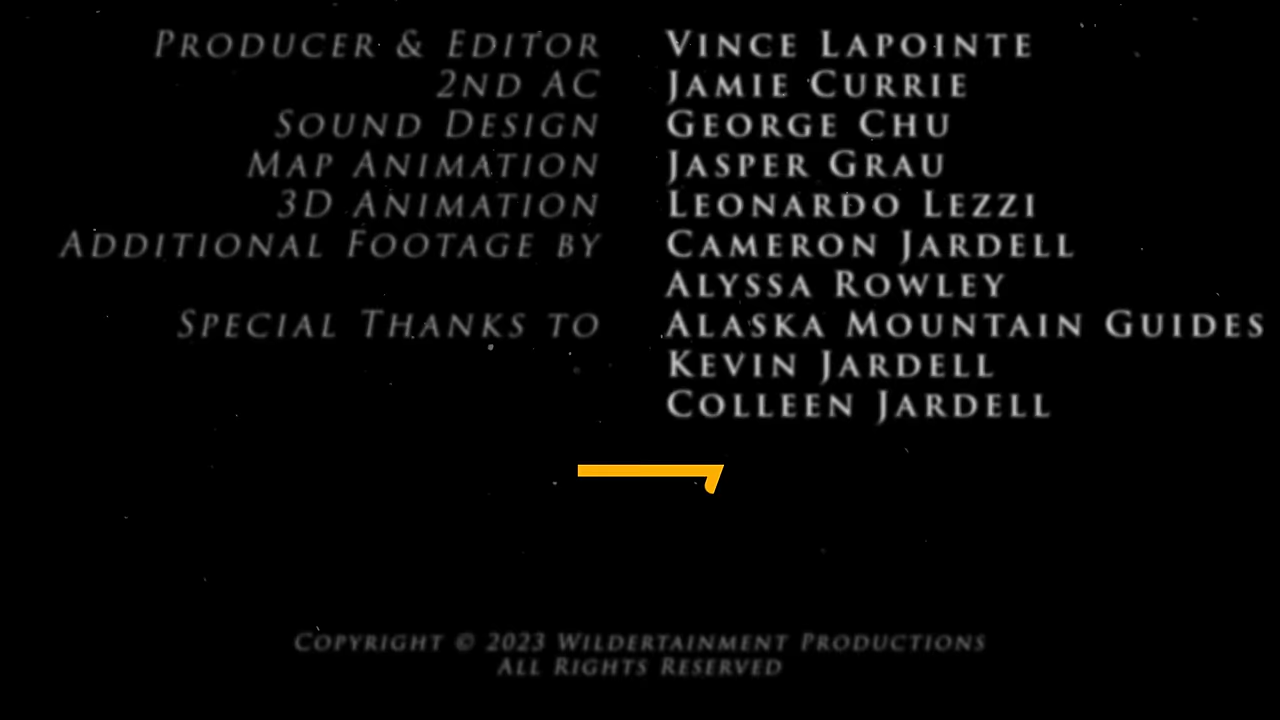 Producer & Editor Vince Lapointe
2nd AC Jamie Currie
Sound Design George Chu
Map Animation Jasper Grau
3D Animation Leonardo Lezzi
Additional Footage by Cameron Jardell
Alyssa Rowley
Special Thanks to Alaska Mountain Guides
Kevin Jardell
Colleen Jardell
Copyright © 2023 Wildertainment Productions
All Rights Reserved